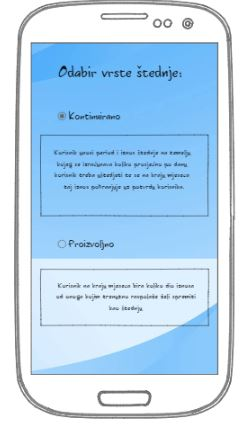 Odabir vrste štednje:
Kontinuirano
Korisnik unosi period i iznos štednje na temelju
kojeg se izračunava koliko prosječno po danu
korisnik treba uštedjeti te se na kraju mjeseca
taj iznos pohranjuje uz potvrdu korisnika.
Proizvoljno
Korisnik na kraju mjeseca bira koliko dio iznosa
od onoga kojim trenutno raspolaže želi spremiti
kao štednju